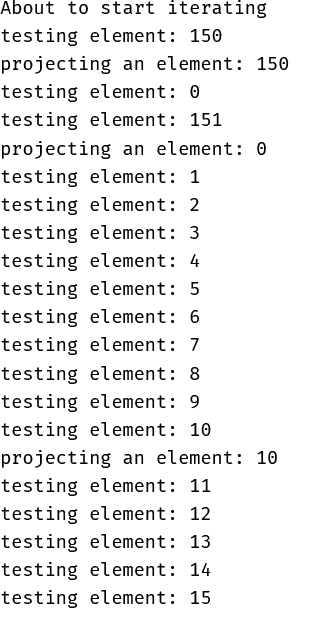 About to start iterating
testing element: 150
projecting an element: 150
testing element: 0
testing element: 151
projecting an element: 0
testing element: 1
testing element: 2
testing element: 3
testing element: 4
testing element: 5
testing element: 6
testing element: 7
testing element: 8
testing element: 9
testing element: 10
projecting an element: 10
testing element: 11
testing element: 12
testing element: 13
testing element: 14
testing element: 15